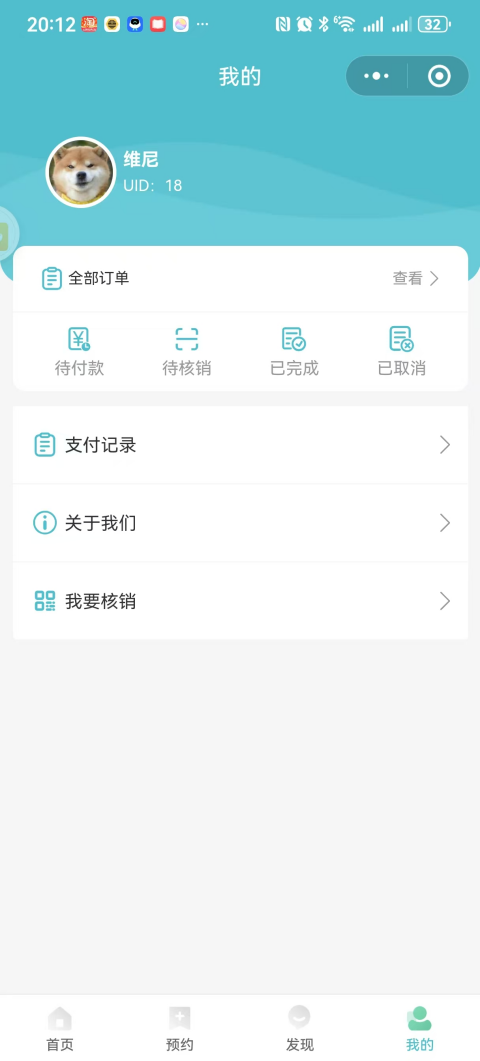 20:12
32
我的
维尼
UID：18
全部订单
查看
待付款
待核销
已完成
已取消
支付记录
关于我们
我要核销
首页
预约
发现
我的